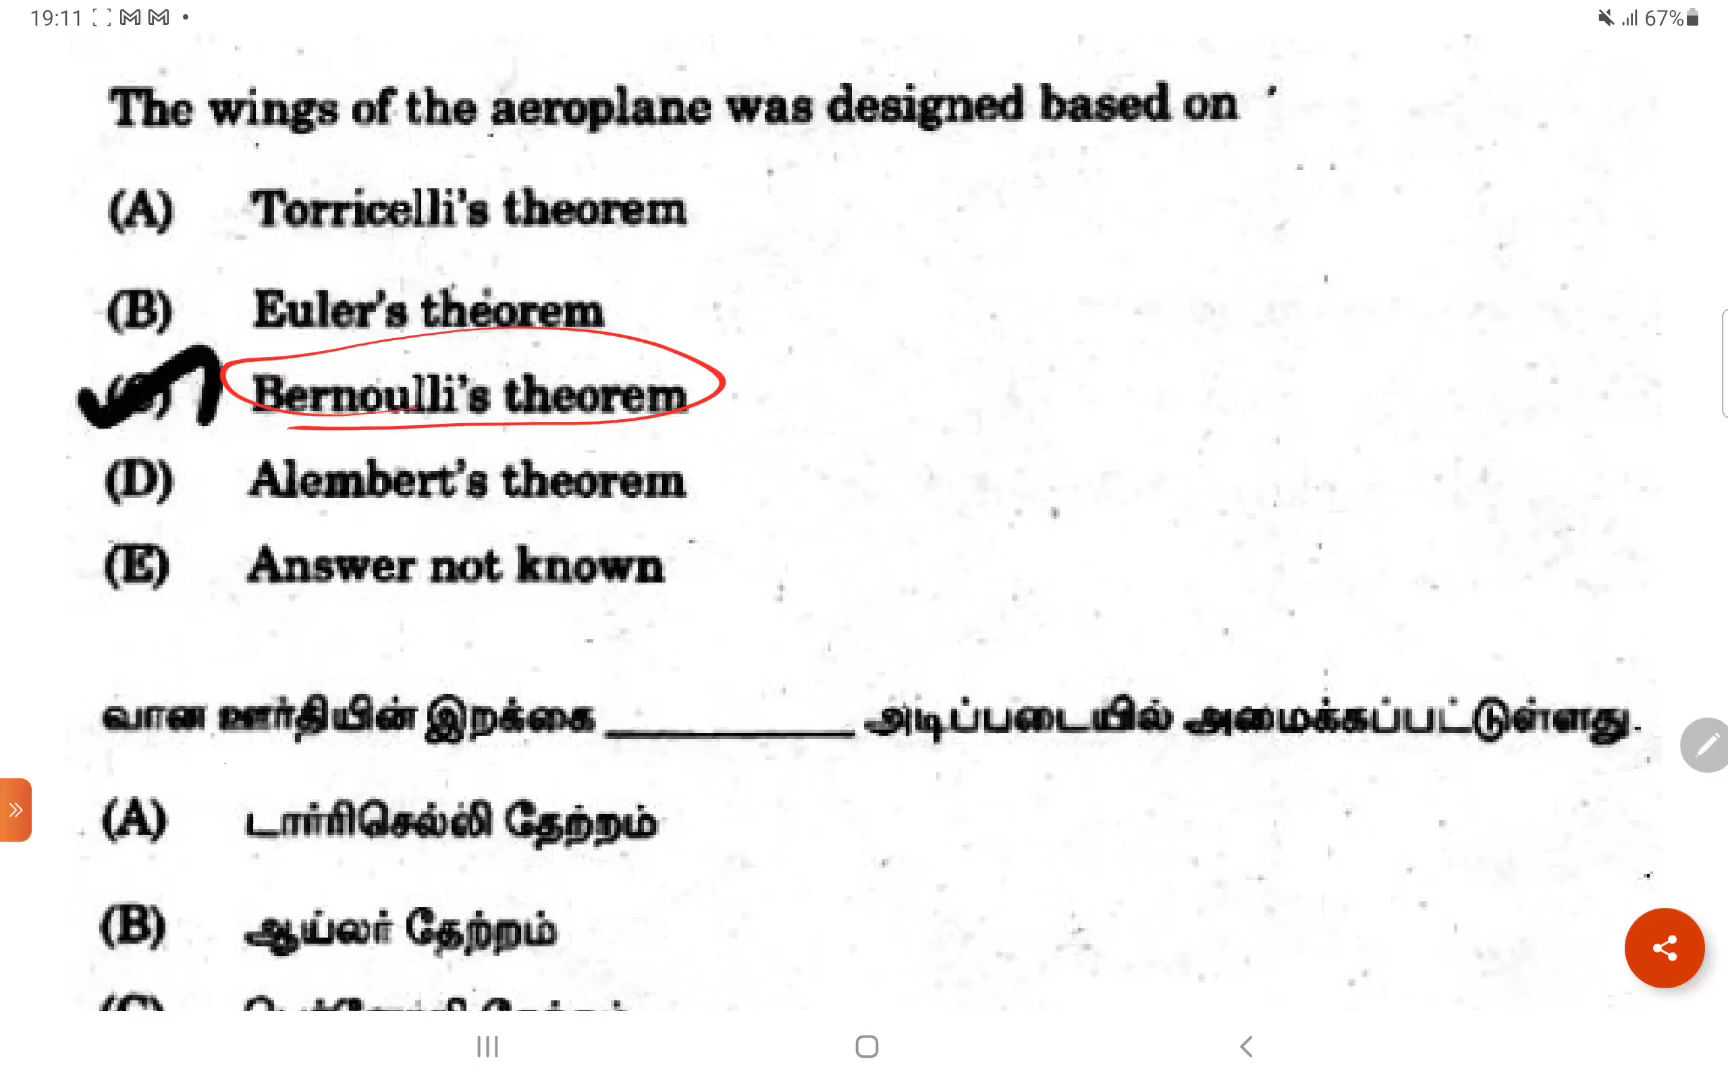 19:11
67%
The wings of the aeroplane was designed based on
(A) Torricelli's theorem
(B) Euler's theorem
(C) Bernoulli's theorem
(D) Alembert's theorem
(E) Answer not known
வான ஊர்தியின் இறக்கை __________ அடிப்படையில் அமைக்கப்பட்டுள்ளது.
(A) டார்ரிசெல்லி தேற்றம்
(B) ஆய்லர் தேற்றம்
(C)